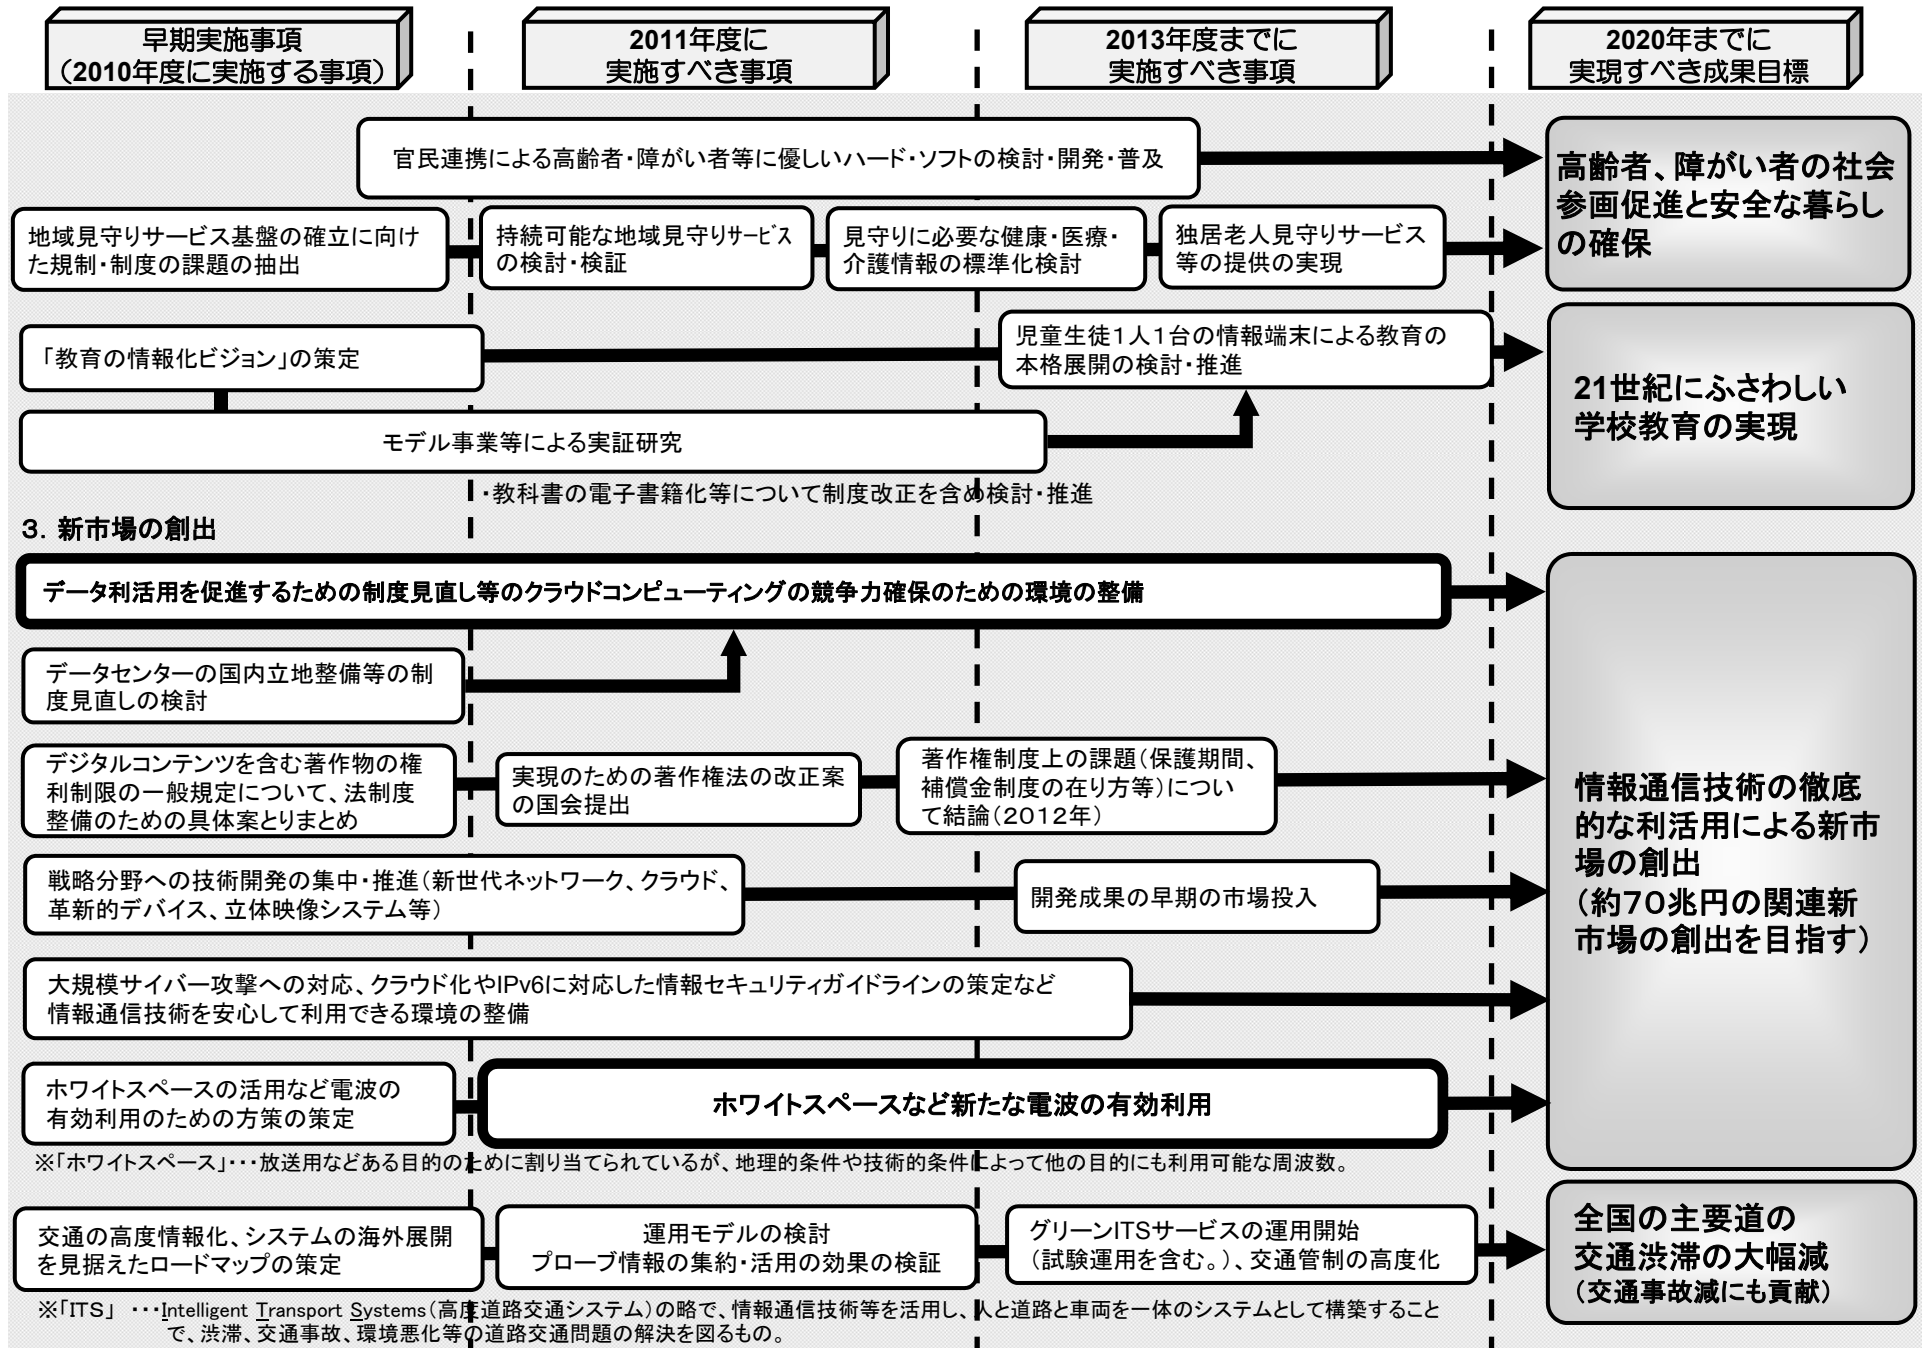 早期実施事項
（2010年度に実施する事項）
2011年度に
実施すべき事項
2013年度までに
実施すべき事項
2020年までに
実現すべき成果目標
官民連携による高齢者・障がい者等に優しいハード・ソフトの検討・開発・普及
高齢者、障がい者の社会
参画促進と安全な暮らし
の確保
地域見守りサービス基盤の確立に向け
た規制・制度の課題の抽出
持続可能な地域見守りサービス
の検討・検証
見守りに必要な健康・医療・
介護情報の標準化検討
独居老人見守りサービス
等の提供の実現
「教育の情報化ビジョン」の策定
児童生徒１人１台の情報端末による教育の
本格展開の検討・推進
21世紀にふさわしい
学校教育の実現
モデル事業等による実証研究
・教科書の電子書籍化等について制度改正を含め検討・推進
３．新市場の創出
データ利活用を促進するための制度見直し等のクラウドコンピューティングの競争力確保のための環境の整備
データセンターの国内立地整備等の制
度見直しの検討
デジタルコンテンツを含む著作物の権
利制限の一般規定について、法制度
整備のための具体案とりまとめ
実現のための著作権法の改正案
の国会提出
著作権制度上の課題（保護期間、
補償金制度の在り方等）につい
て結論（２０１２年）
情報通信技術の徹底
的な利活用による新市
場の創出
（約７０兆円の関連新
市場の創出を目指す）
戦略分野への技術開発の集中・推進（新世代ネットワーク、クラウド、
革新的デバイス、立体映像システム等）
開発成果の早期の市場投入
大規模サイバー攻撃への対応、クラウド化やIPv6に対応した情報セキュリティガイドラインの策定など
情報通信技術を安心して利用できる環境の整備
ホワイトスペースの活用など電波の
有効利用のための方策の策定
ホワイトスペースなど新たな電波の有効利用
※「ホワイトスペース」・・・放送用などある目的のために割り当てられているが、地理的条件や技術的条件によって他の目的にも利用可能な周波数。
交通の高度情報化、システムの海外展開
を見据えたロードマップの策定
運用モデルの検討
プローブ情報の集約・活用の効果の検証
グリーンITSサービスの運用開始
（試験運用を含む。）、交通管制の高度化
全国の主要道の
交通渋滞の大幅減
（交通事故減にも貢献）
※「ITS」 ・・・Intelligent Transport Systems（高度道路交通システム）の略で、情報通信技術等を活用し、人と道路と車両を一体のシステムとして構築すること
で、渋滞、交通事故、環境悪化等の道路交通問題の解決を図るもの。